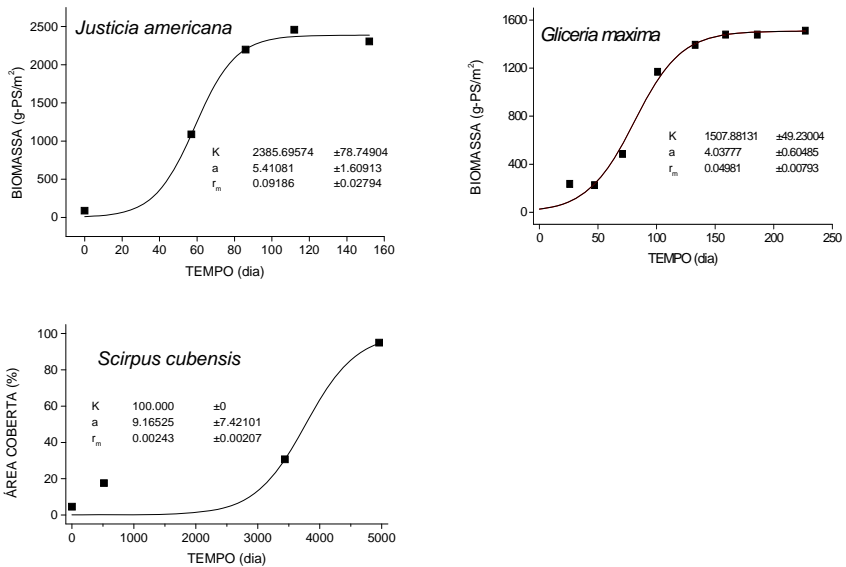 Justicia americana
2500
2000
1500
1000
500
0
BIOMASSA (g-PS/m²)
K 2385.69574 ±78.74904
a 5.41081 ±1.60913
rₘ 0.09186 ±0.02794
0 20 40 60 80 100 120 140 160
TEMPO (dia)
Gliceria maxima
1600
1200
800
400
0
BIOMASSA (g-PS/m²)
K 1507.88131 ±49.23004
a 4.03777 ±0.60485
rₘ 0.04981 ±0.00793
0 50 100 150 200 250
TEMPO (dia)
Scirpus cubensis
100
80
60
40
20
0
ÁREA COBERTA (%)
K 100.000 ±0
a 9.16525 ±7.42101
rₘ 0.00243 ±0.00207
0 1000 2000 3000 4000 5000
TEMPO (dia)